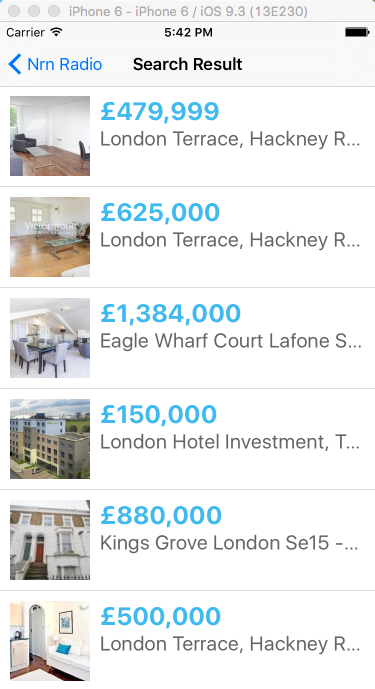 iPhone 6 - iPhone 6 / iOS 9.3 (13E230)
Carrier 5:42 PM
Nrn Radio Search Result
£479,999
London Terrace, Hackney R...
£625,000
London Terrace, Hackney R...
£1,384,000
Eagle Wharf Court Lafone S...
£150,000
London Hotel Investment, T...
£880,000
Kings Grove London Se15 -...
£500,000
London Terrace, Hackney R...